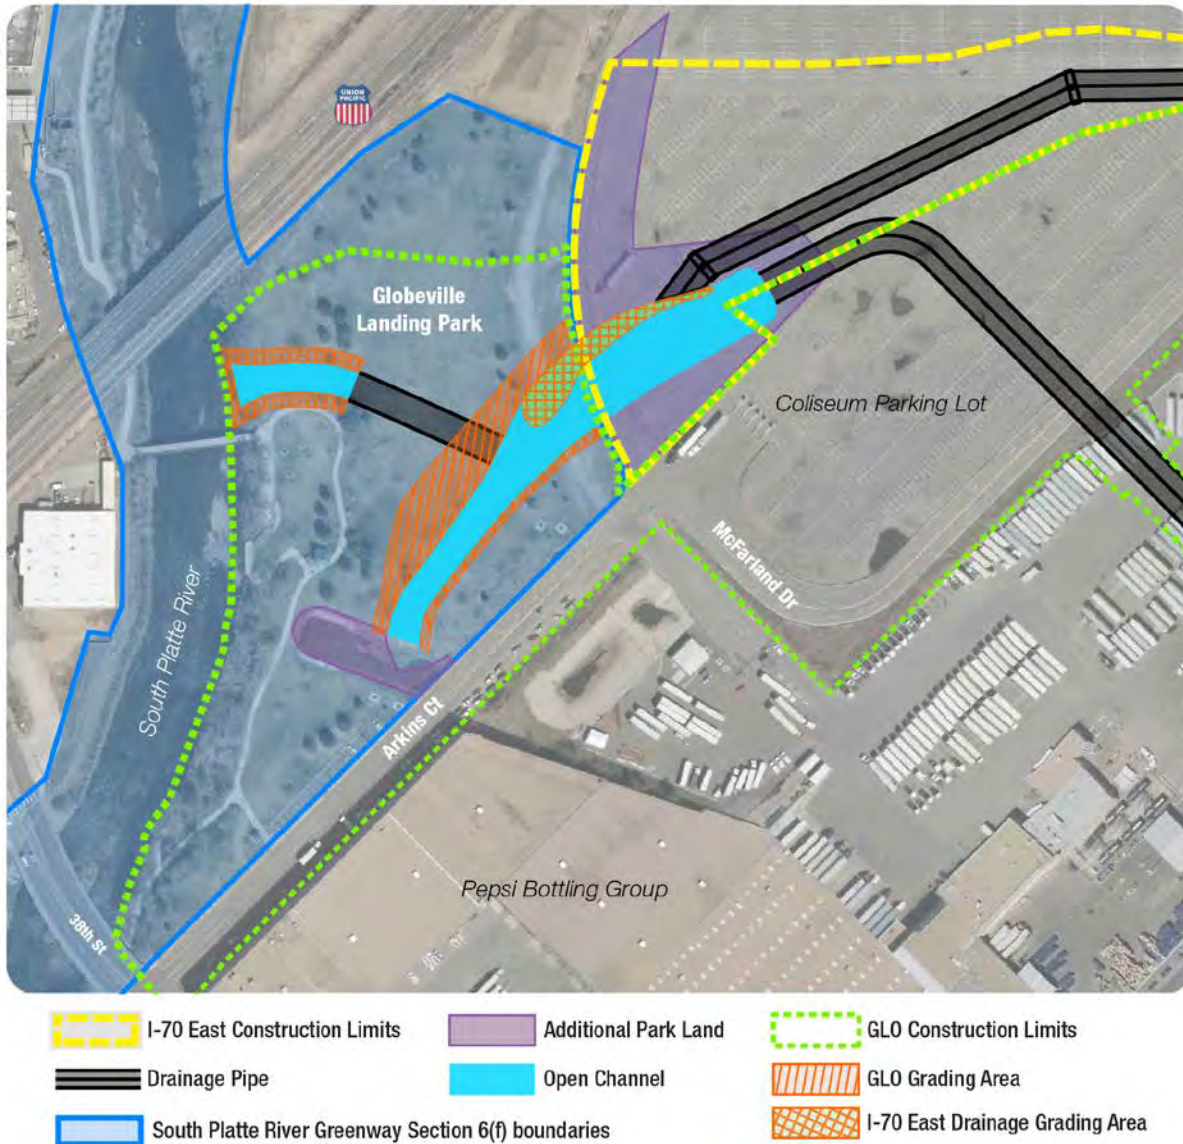 UNION
PACIFIC
Globeville
Landing Park
Coliseum Parking Lot
McFarland Dr
South Platte River
Arkins Ct
Pepsi Bottling Group
38th St
I-70 East Construction Limits
Additional Park Land
GLO Construction Limits
Drainage Pipe
Open Channel
GLO Grading Area
South Platte River Greenway Section 6(f) boundaries
I-70 East Drainage Grading Area